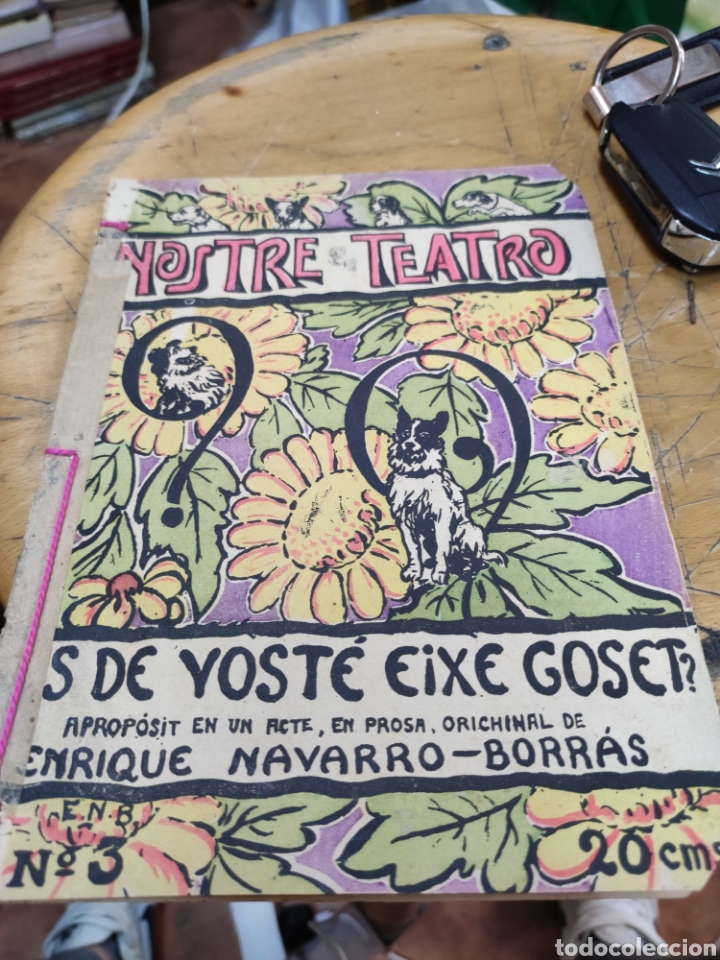 NOSTRE TEATRO
S DE VOSTÉ EIXE GOSET?
APROPÓSIT EN UN ACTE, EN PROSA, ORICHINAL DE
ENRIQUE NAVARRO-BORRÁS
E.N.B.
Nº 3
20 cms
todocoleccion.net